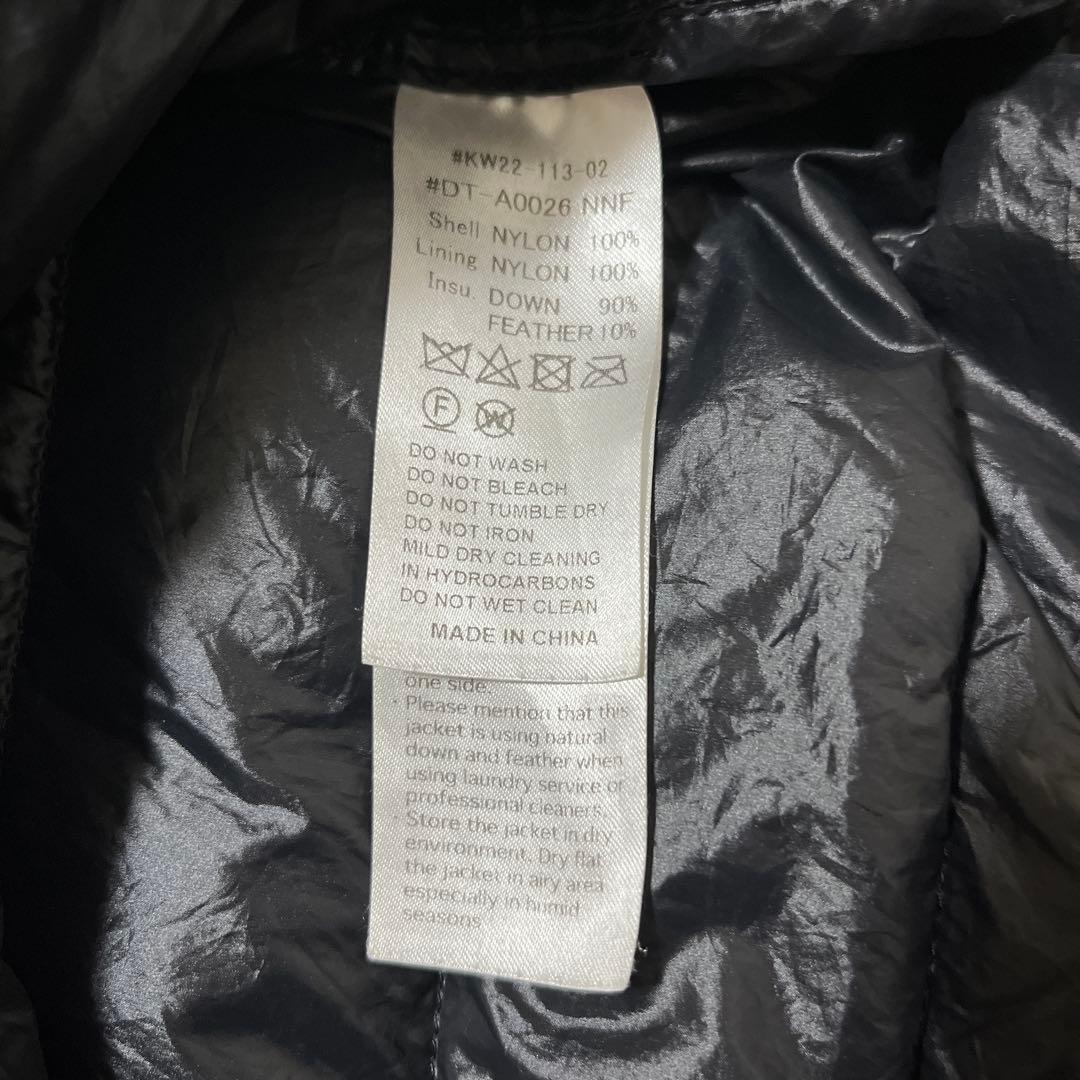 #KW22-113-02
#DT-A0026 NNF
Shell NYLON 100%
Lining NYLON 100%
Insu. DOWN 90%
FEATHER 10%
F
W
DO NOT WASH
DO NOT BLEACH
DO NOT TUMBLE DRY
DO NOT IRON
MILD DRY CLEANING
IN HYDROCARBONS
DO NOT WET CLEAN
MADE IN CHINA
one side.
· Please mention that this
jacket is using natural
down and feather when
using laundry service or
professional cleaners.
· Store the jacket in dry
environment. Dry flat
the jacket in airy area
especially in humid
seasons